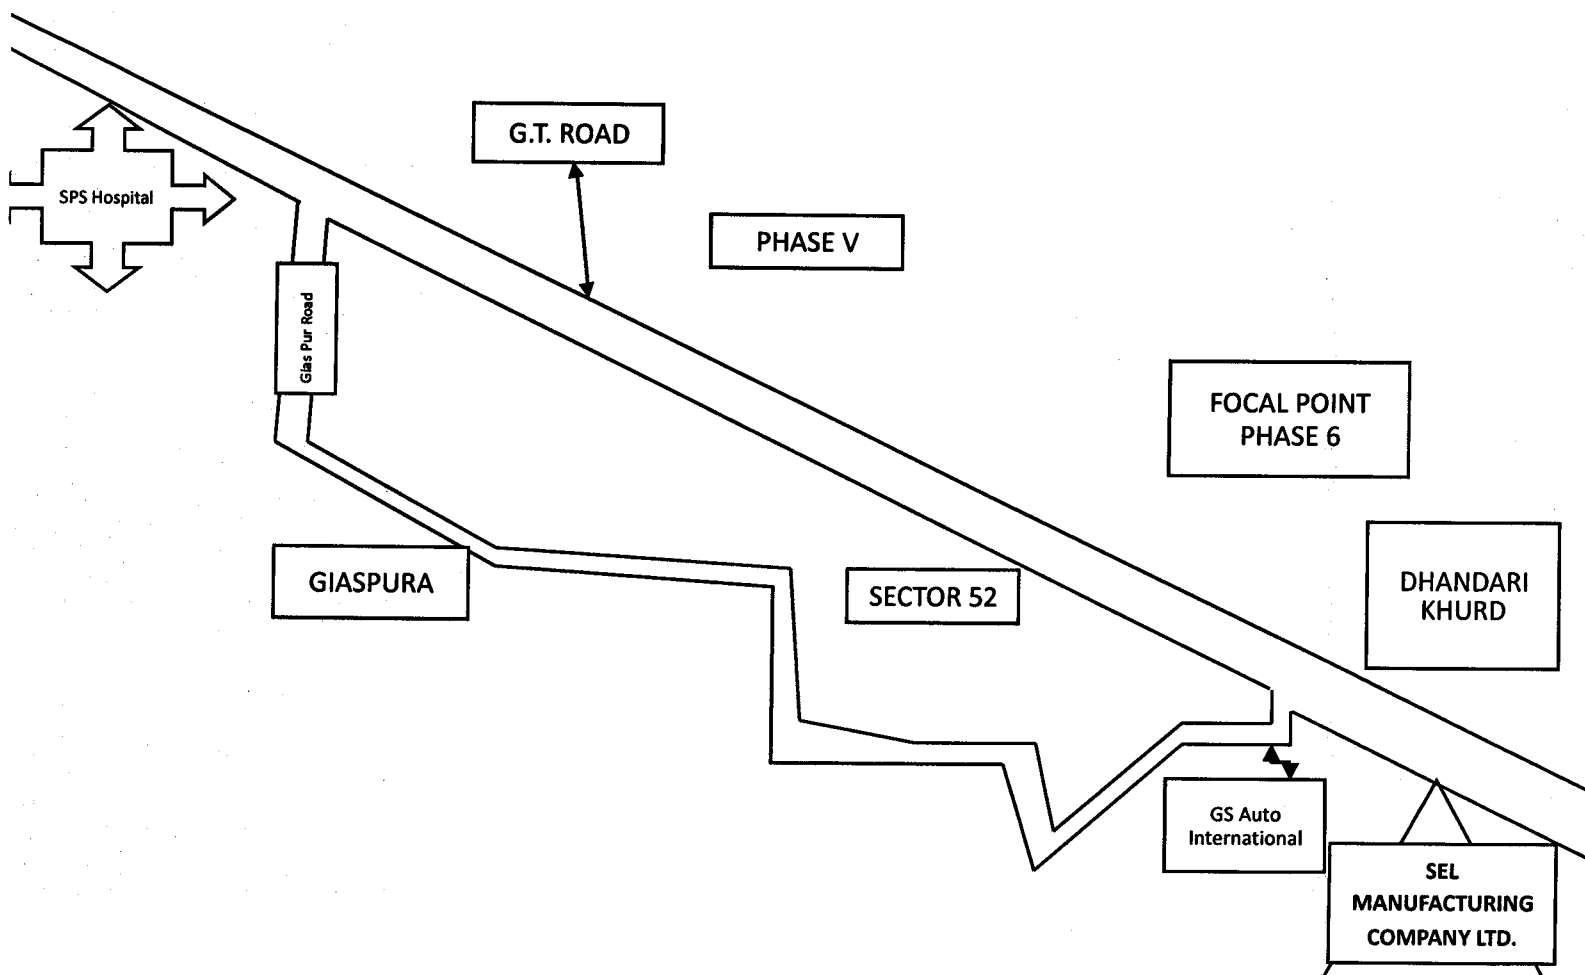 G.T. ROAD
SPS Hospital
PHASE V
Gias Pur Road
FOCAL POINT
PHASE 6
GIASPURA
SECTOR 52
DHANDARI
KHURD
GS Auto
International
SEL
MANUFACTURING
COMPANY LTD.